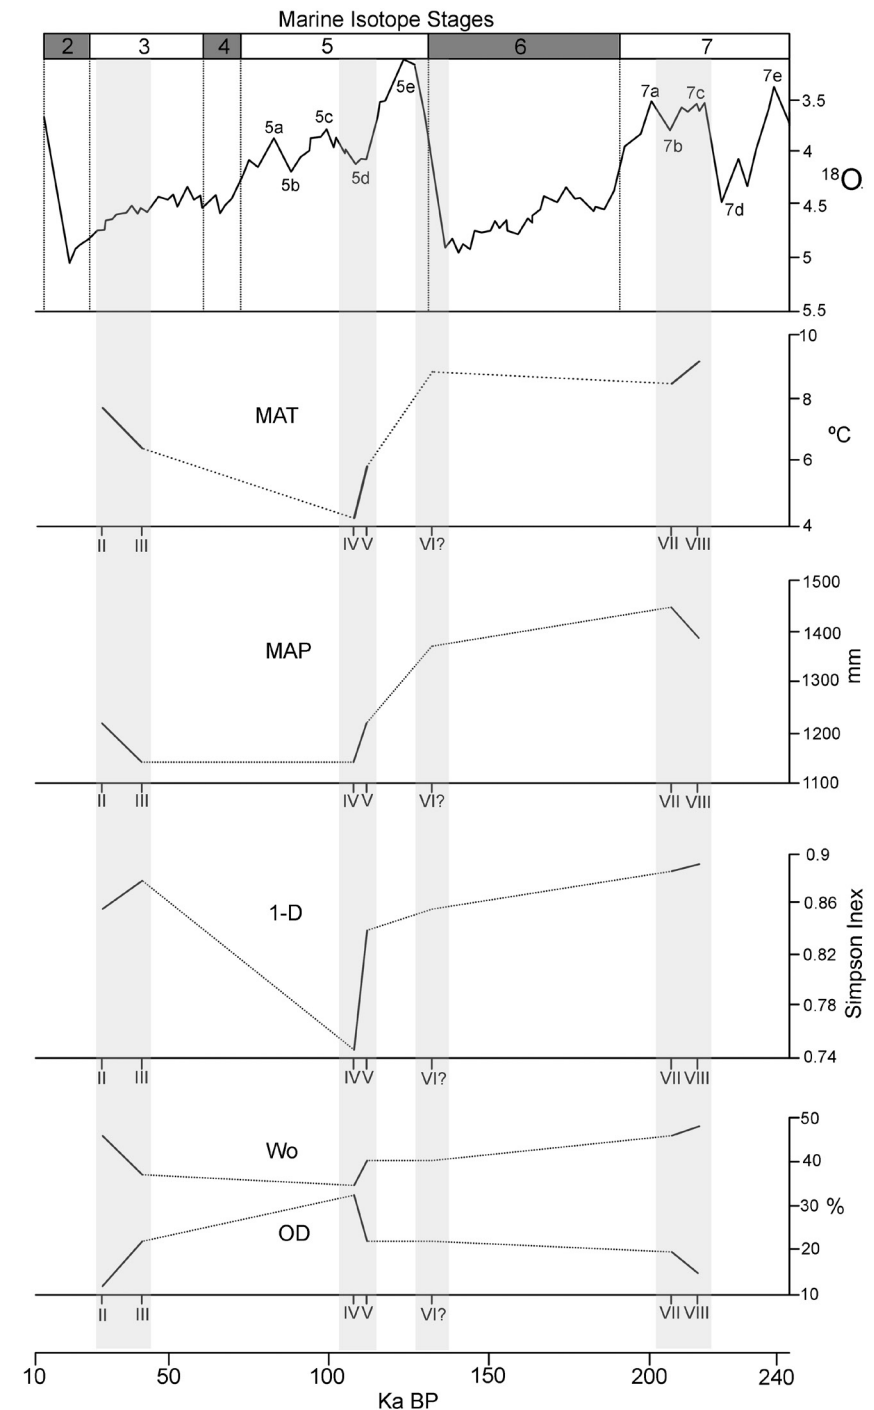 Marine Isotope Stages
2 3 4 5 6 7
5e 7e
7a 7c
3.5
5c
5a
7b
4
18O
5d
5b
4.5
7d
5
5.5
10
8
MAT
ºC
6
4
II III IV V VI? VII VIII
1500
1400
MAP
mm
1300
1200
1100
II III IV V VI? VII VIII
0.9
0.86
1-D
Simpson Inex
0.82
0.78
0.74
II III IV V VI? VII VIII
50
Wo
40
30 %
OD
20
10
II III IV V VI? VII VIII
10 50 100 150 200 240
Ka BP